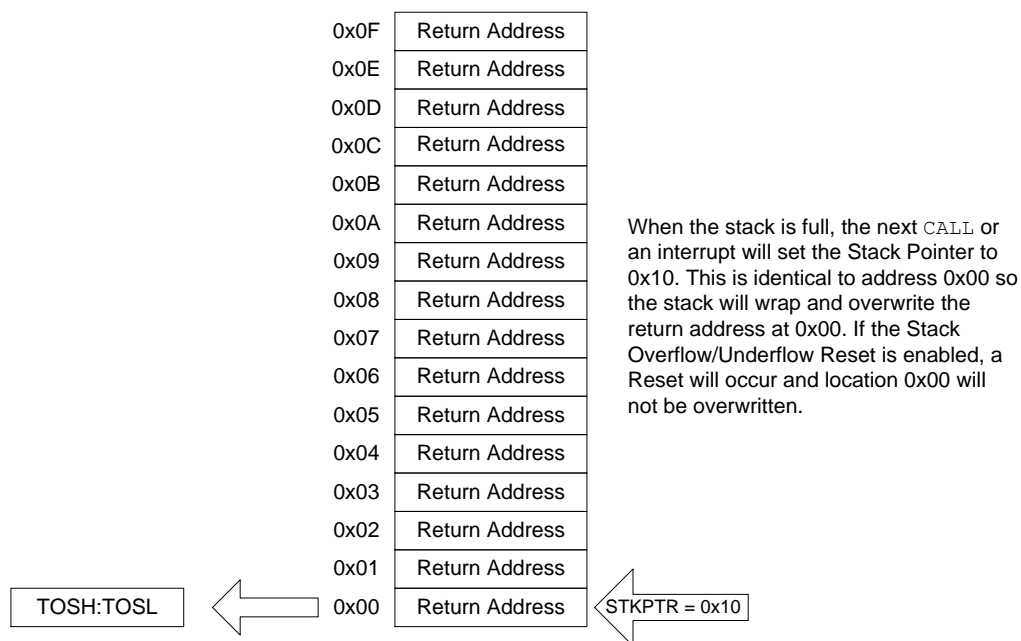 0x0F Return Address
0x0E Return Address
0x0D Return Address
0x0C Return Address
0x0B Return Address
0x0A Return Address
0x09 Return Address
0x08 Return Address
0x07 Return Address
0x06 Return Address
0x05 Return Address
0x04 Return Address
0x03 Return Address
0x02 Return Address
0x01 Return Address
TOSH:TOSL 0x00 Return Address STKPTR = 0x10
When the stack is full, the next CALL or
an interrupt will set the Stack Pointer to
0x10. This is identical to address 0x00 so
the stack will wrap and overwrite the
return address at 0x00. If the Stack
Overflow/Underflow Reset is enabled, a
Reset will occur and location 0x00 will
not be overwritten.